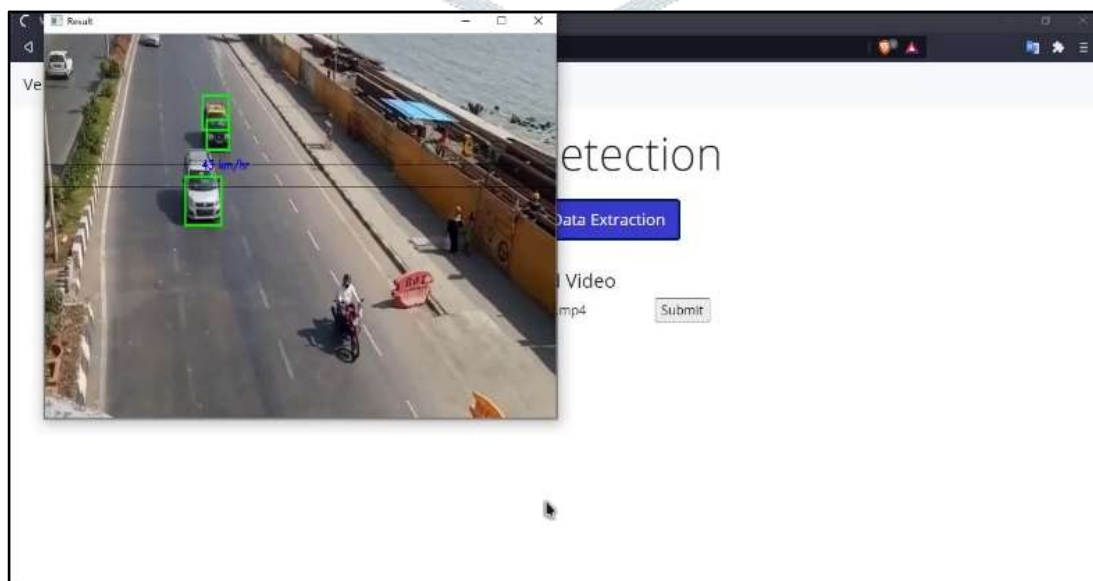 Result
Ve
etection
Data Extraction
Video
.mp4
Submit
km/hr